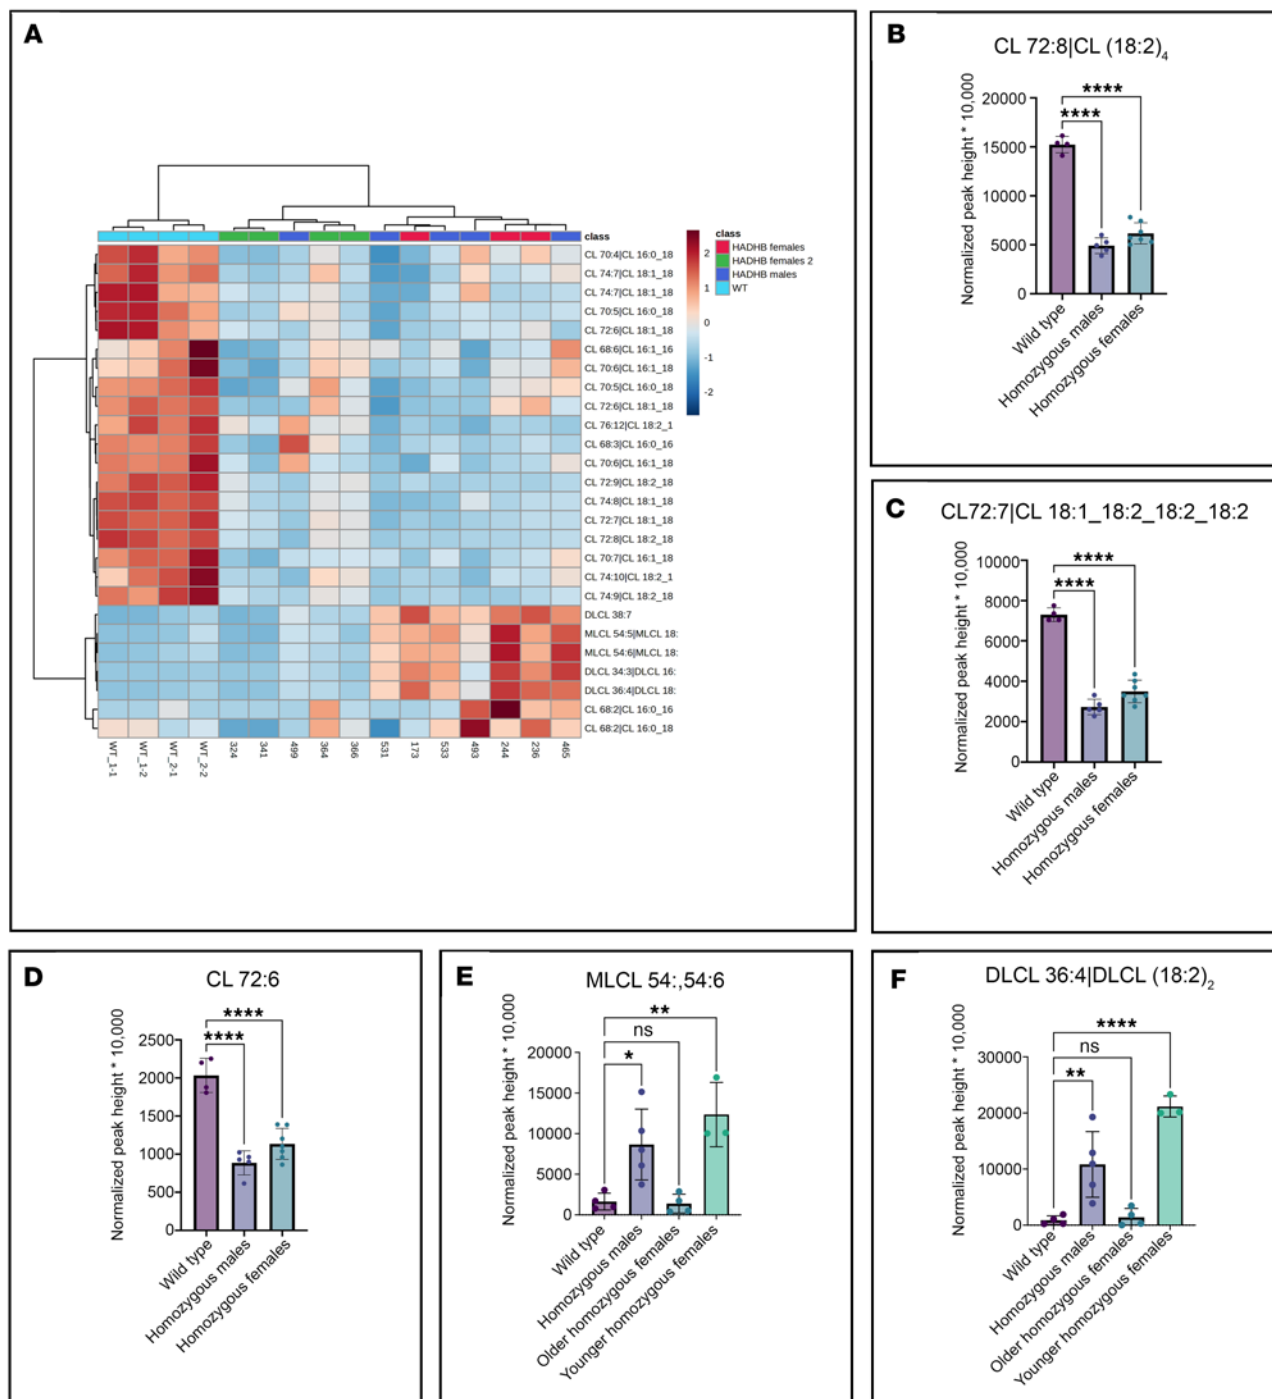 A
class
CL 70:4|CL 16:0_18
CL 74:7|CL 18:1_18
CL 74:7|CL 18:1_18
CL 70:5|CL 16:0_18
CL 72:6|CL 18:1_18
CL 68:6|CL 16:1_16
CL 70:6|CL 16:1_18
CL 70:5|CL 16:0_18
CL 72:6|CL 18:1_18
CL 76:12|CL 18:2_1
CL 68:3|CL 16:0_16
CL 70:6|CL 16:1_18
CL 72:9|CL 18:2_18
CL 74:8|CL 18:1_18
CL 72:7|CL 18:1_18
CL 72:8|CL 18:2_18
CL 70:7|CL 16:1_18
CL 74:10|CL 18:2_1
CL 74:9|CL 18:2_18
DLCL 38:7
MLCL 54:5|MLCL 18:
MLCL 54:6|MLCL 18:
DLCL 34:3|DLCL 16:
DLCL 36:4|DLCL 18:
CL 68:2|CL 16:0_16
CL 68:2|CL 16:0_18
WT_1-1 WT_1-2 WT_2-1 WT_2-2 324 341 499 364 366 531 173 533 493 244 236 465
2
1
0
-1
-2
class
HADHB females
HADHB females 2
HADHB males
WT
B
CL 72:8|CL (18:2)4
Normalized peak height * 10,000
20000
15000
10000
5000
0
****
****
Wild type
Homozygous males
Homozygous females
C
CL72:7|CL 18:1_18:2_18:2_18:2
Normalized peak height * 10,000
10000
8000
6000
4000
2000
0
****
****
Wild type
Homozygous males
Homozygous females
D
CL 72:6
Normalized peak height * 10,000
2500
2000
1500
1000
500
0
****
****
Wild type
Homozygous males
Homozygous females
E
MLCL 54:,54:6
Normalized peak height * 10,000
20000
15000
10000
5000
0
**
ns
*
Wild type
Homozygous males
Older homozygous females
Younger homozygous females
F
DLCL 36:4|DLCL (18:2)2
Normalized peak height * 10,000
30000
20000
10000
0
****
ns
**
Wild type
Homozygous males
Older homozygous females
Younger homozygous females